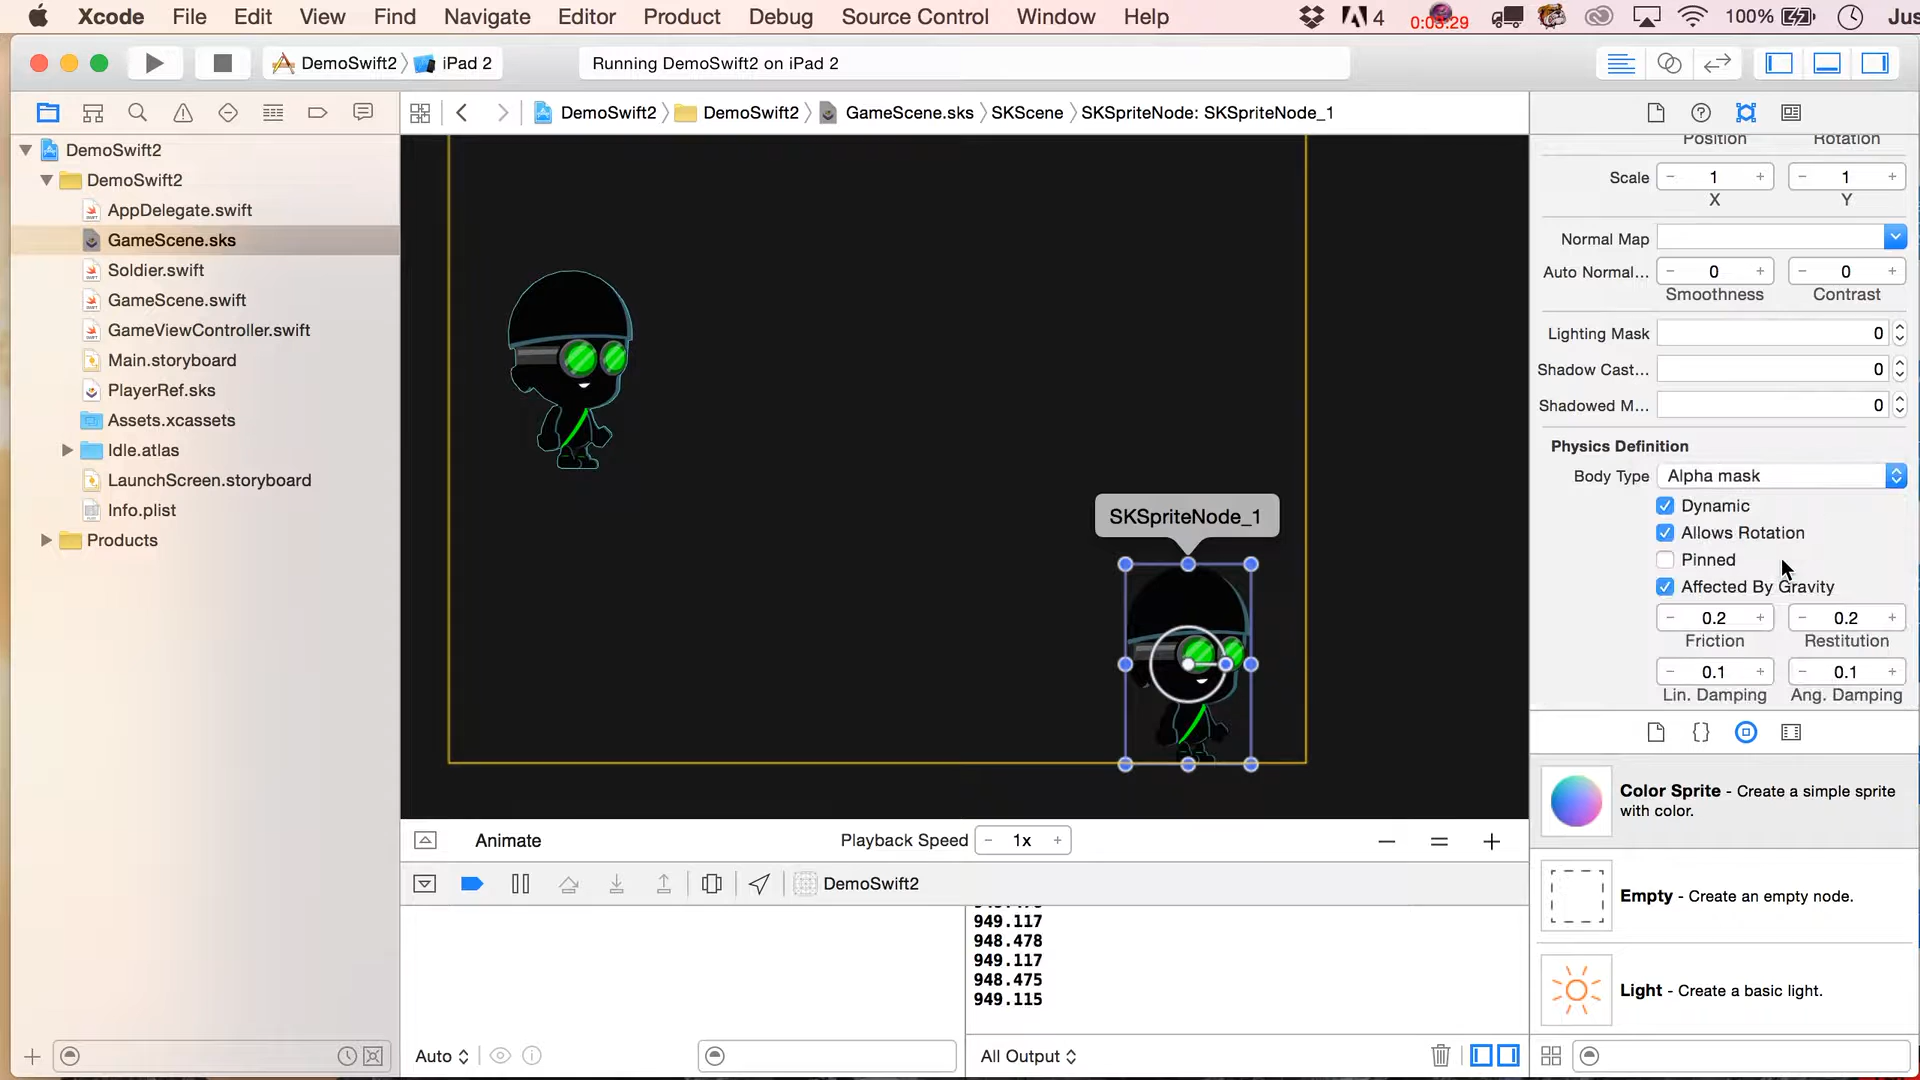 Xcode File Edit View Find Navigate Editor Product Debug Source Control Window Help 4 0:03:29 100% Jus
DemoSwift2 iPad 2 Running DemoSwift2 on iPad 2
DemoSwift2 DemoSwift2 GameScene.sks SKScene SKSpriteNode: SKSpriteNode_1
DemoSwift2
DemoSwift2
AppDelegate.swift
GameScene.sks
Soldier.swift
GameScene.swift
GameViewController.swift
Main.storyboard
PlayerRef.sks
Assets.xcassets
Idle.atlas
LaunchScreen.storyboard
Info.plist
Products
SKSpriteNode_1
Animate Playback Speed - 1x + - = +
DemoSwift2
949.117
948.478
949.117
948.475
949.115
Auto All Output
Position Rotation
Scale - 1 + - 1 +
X Y
Normal Map
Auto Normal... - 0 + - 0 +
Smoothness Contrast
Lighting Mask 0
Shadow Cast... 0
Shadowed M... 0
Physics Definition
Body Type Alpha mask
Dynamic
Allows Rotation
Pinned
Affected By Gravity
- 0.2 + - 0.2 +
Friction Restitution
- 0.1 + - 0.1 +
Lin. Damping Ang. Damping
{}
Color Sprite - Create a simple sprite
with color.
Empty - Create an empty node.
Light - Create a basic light.